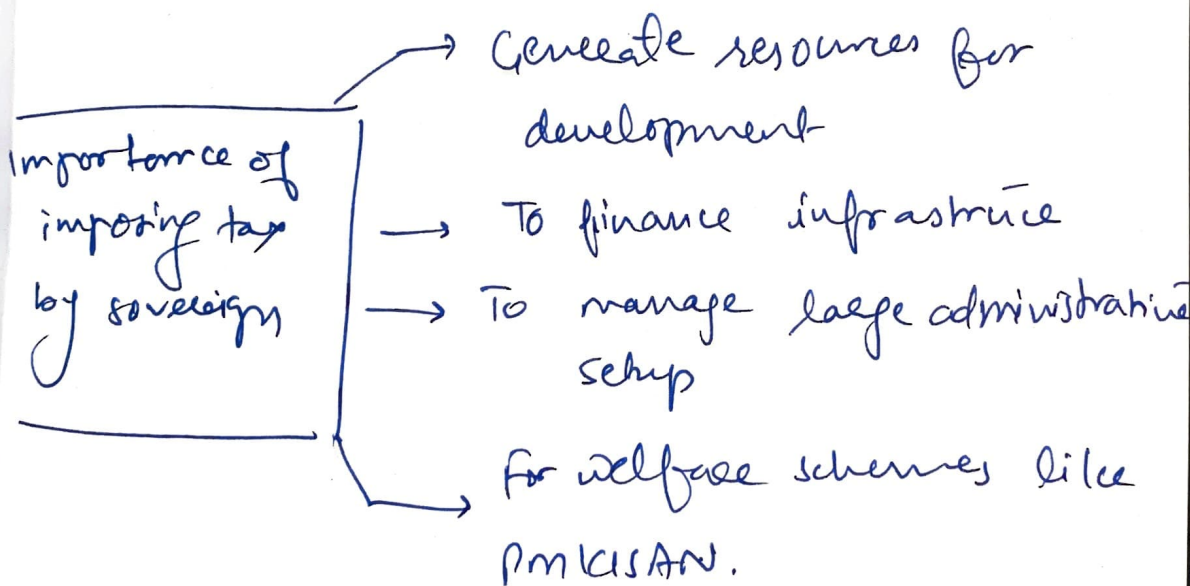 Generate resources for
development
Importance of
imposing tax
by sovereign
To finance infrastruce
To manage large administrative
setup
For welfare schemes like
PMKISAN.